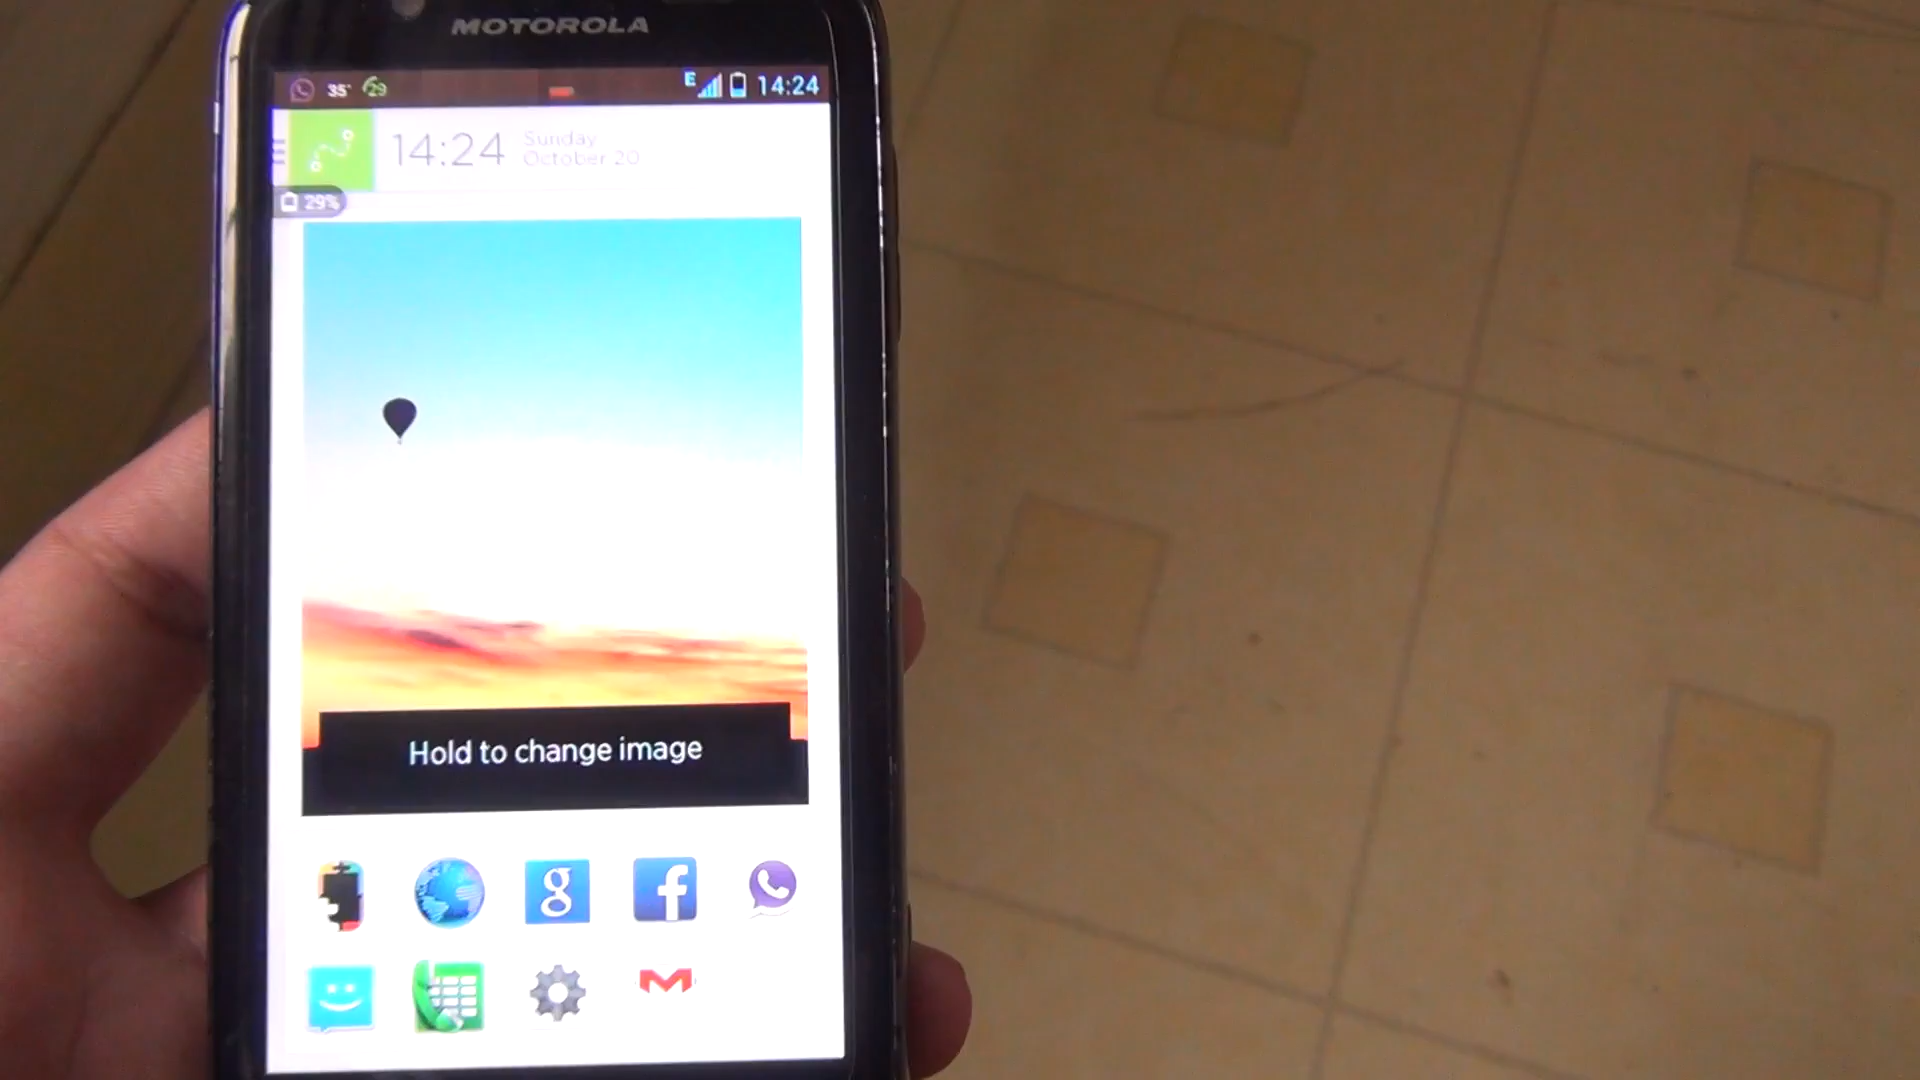 MOTOROLA
35° 29 E 14:24
14:24 Sunday
October 20
29%
Hold to change image
g f